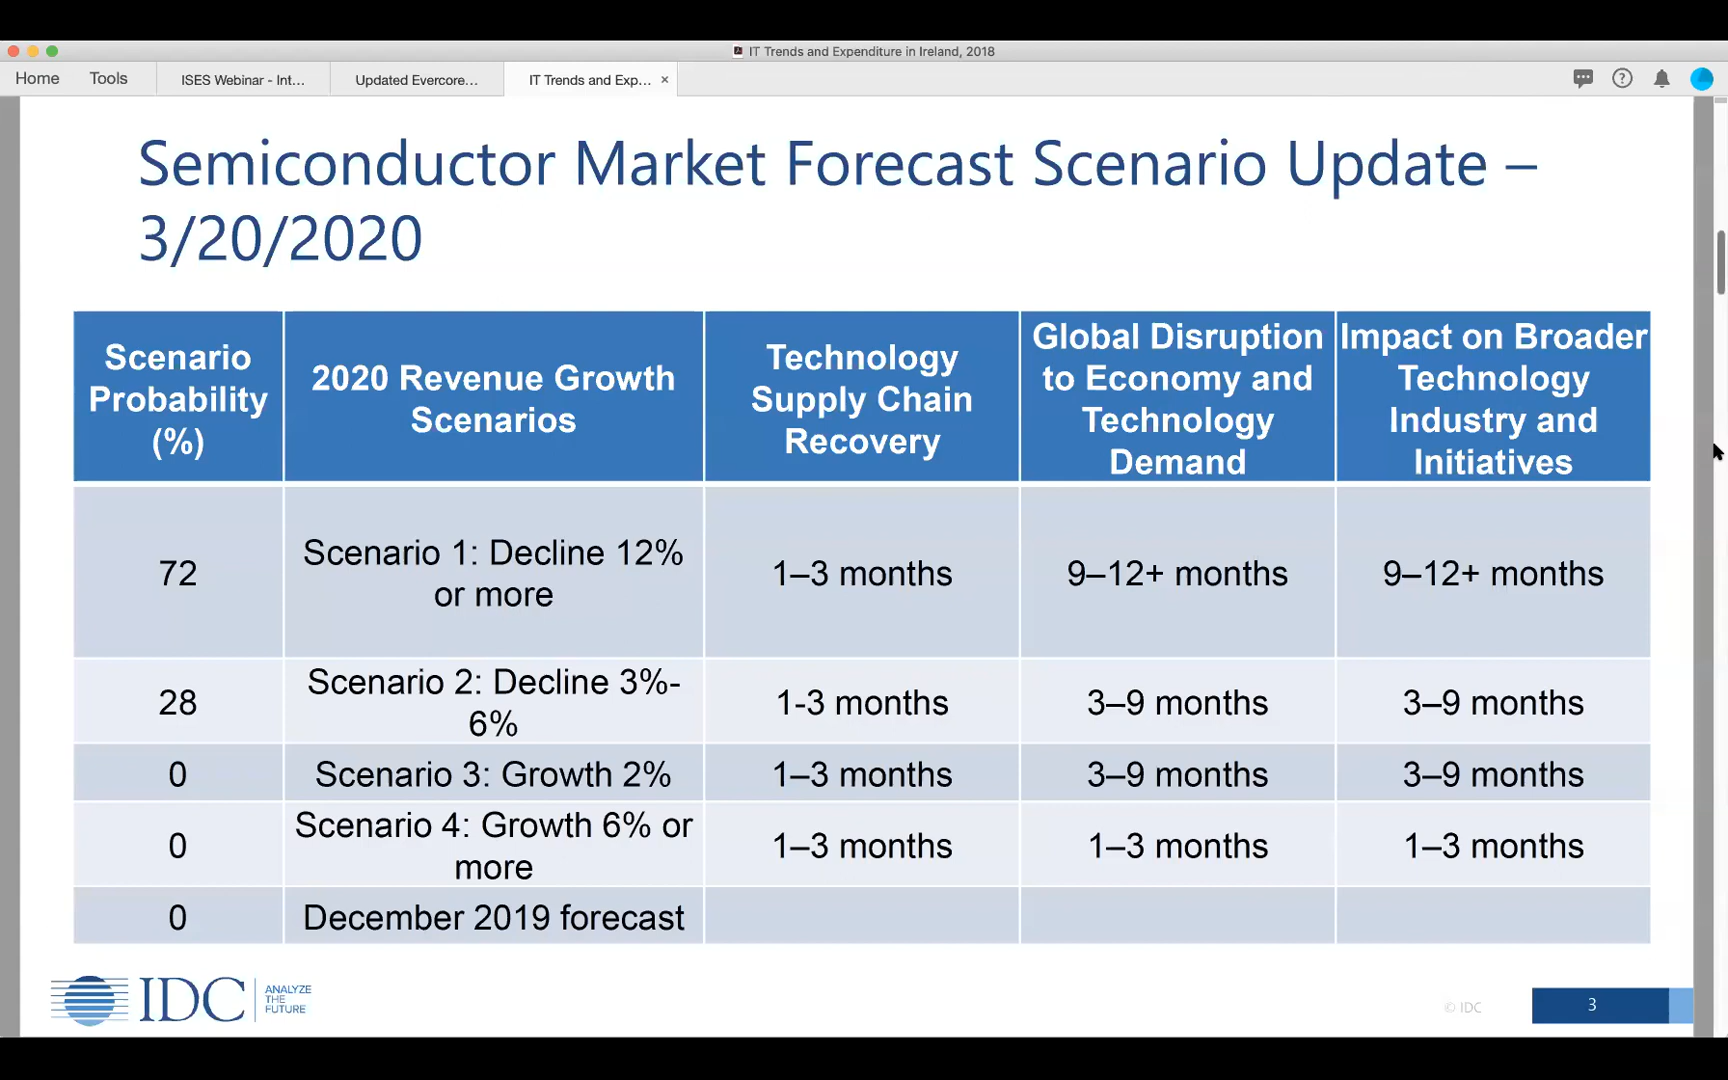 IT Trends and Expenditure in Ireland, 2018
Home
Tools
ISES Webinar - Int...
Updated Evercore...
IT Trends and Exp...
×
?
Semiconductor Market Forecast Scenario Update –
3/20/2020
Scenario
Probability
(%)
2020 Revenue Growth
Scenarios
Technology
Supply Chain
Recovery
Global Disruption
to Economy and
Technology
Demand
Impact on Broader
Technology
Industry and
Initiatives
72
Scenario 1: Decline 12%
or more
1–3 months
9–12+ months
9–12+ months
28
Scenario 2: Decline 3%-
6%
1-3 months
3–9 months
3–9 months
0
Scenario 3: Growth 2%
1–3 months
3–9 months
3–9 months
0
Scenario 4: Growth 6% or
more
1–3 months
1–3 months
1–3 months
0
December 2019 forecast
IDC
ANALYZE
THE
FUTURE
© IDC
3